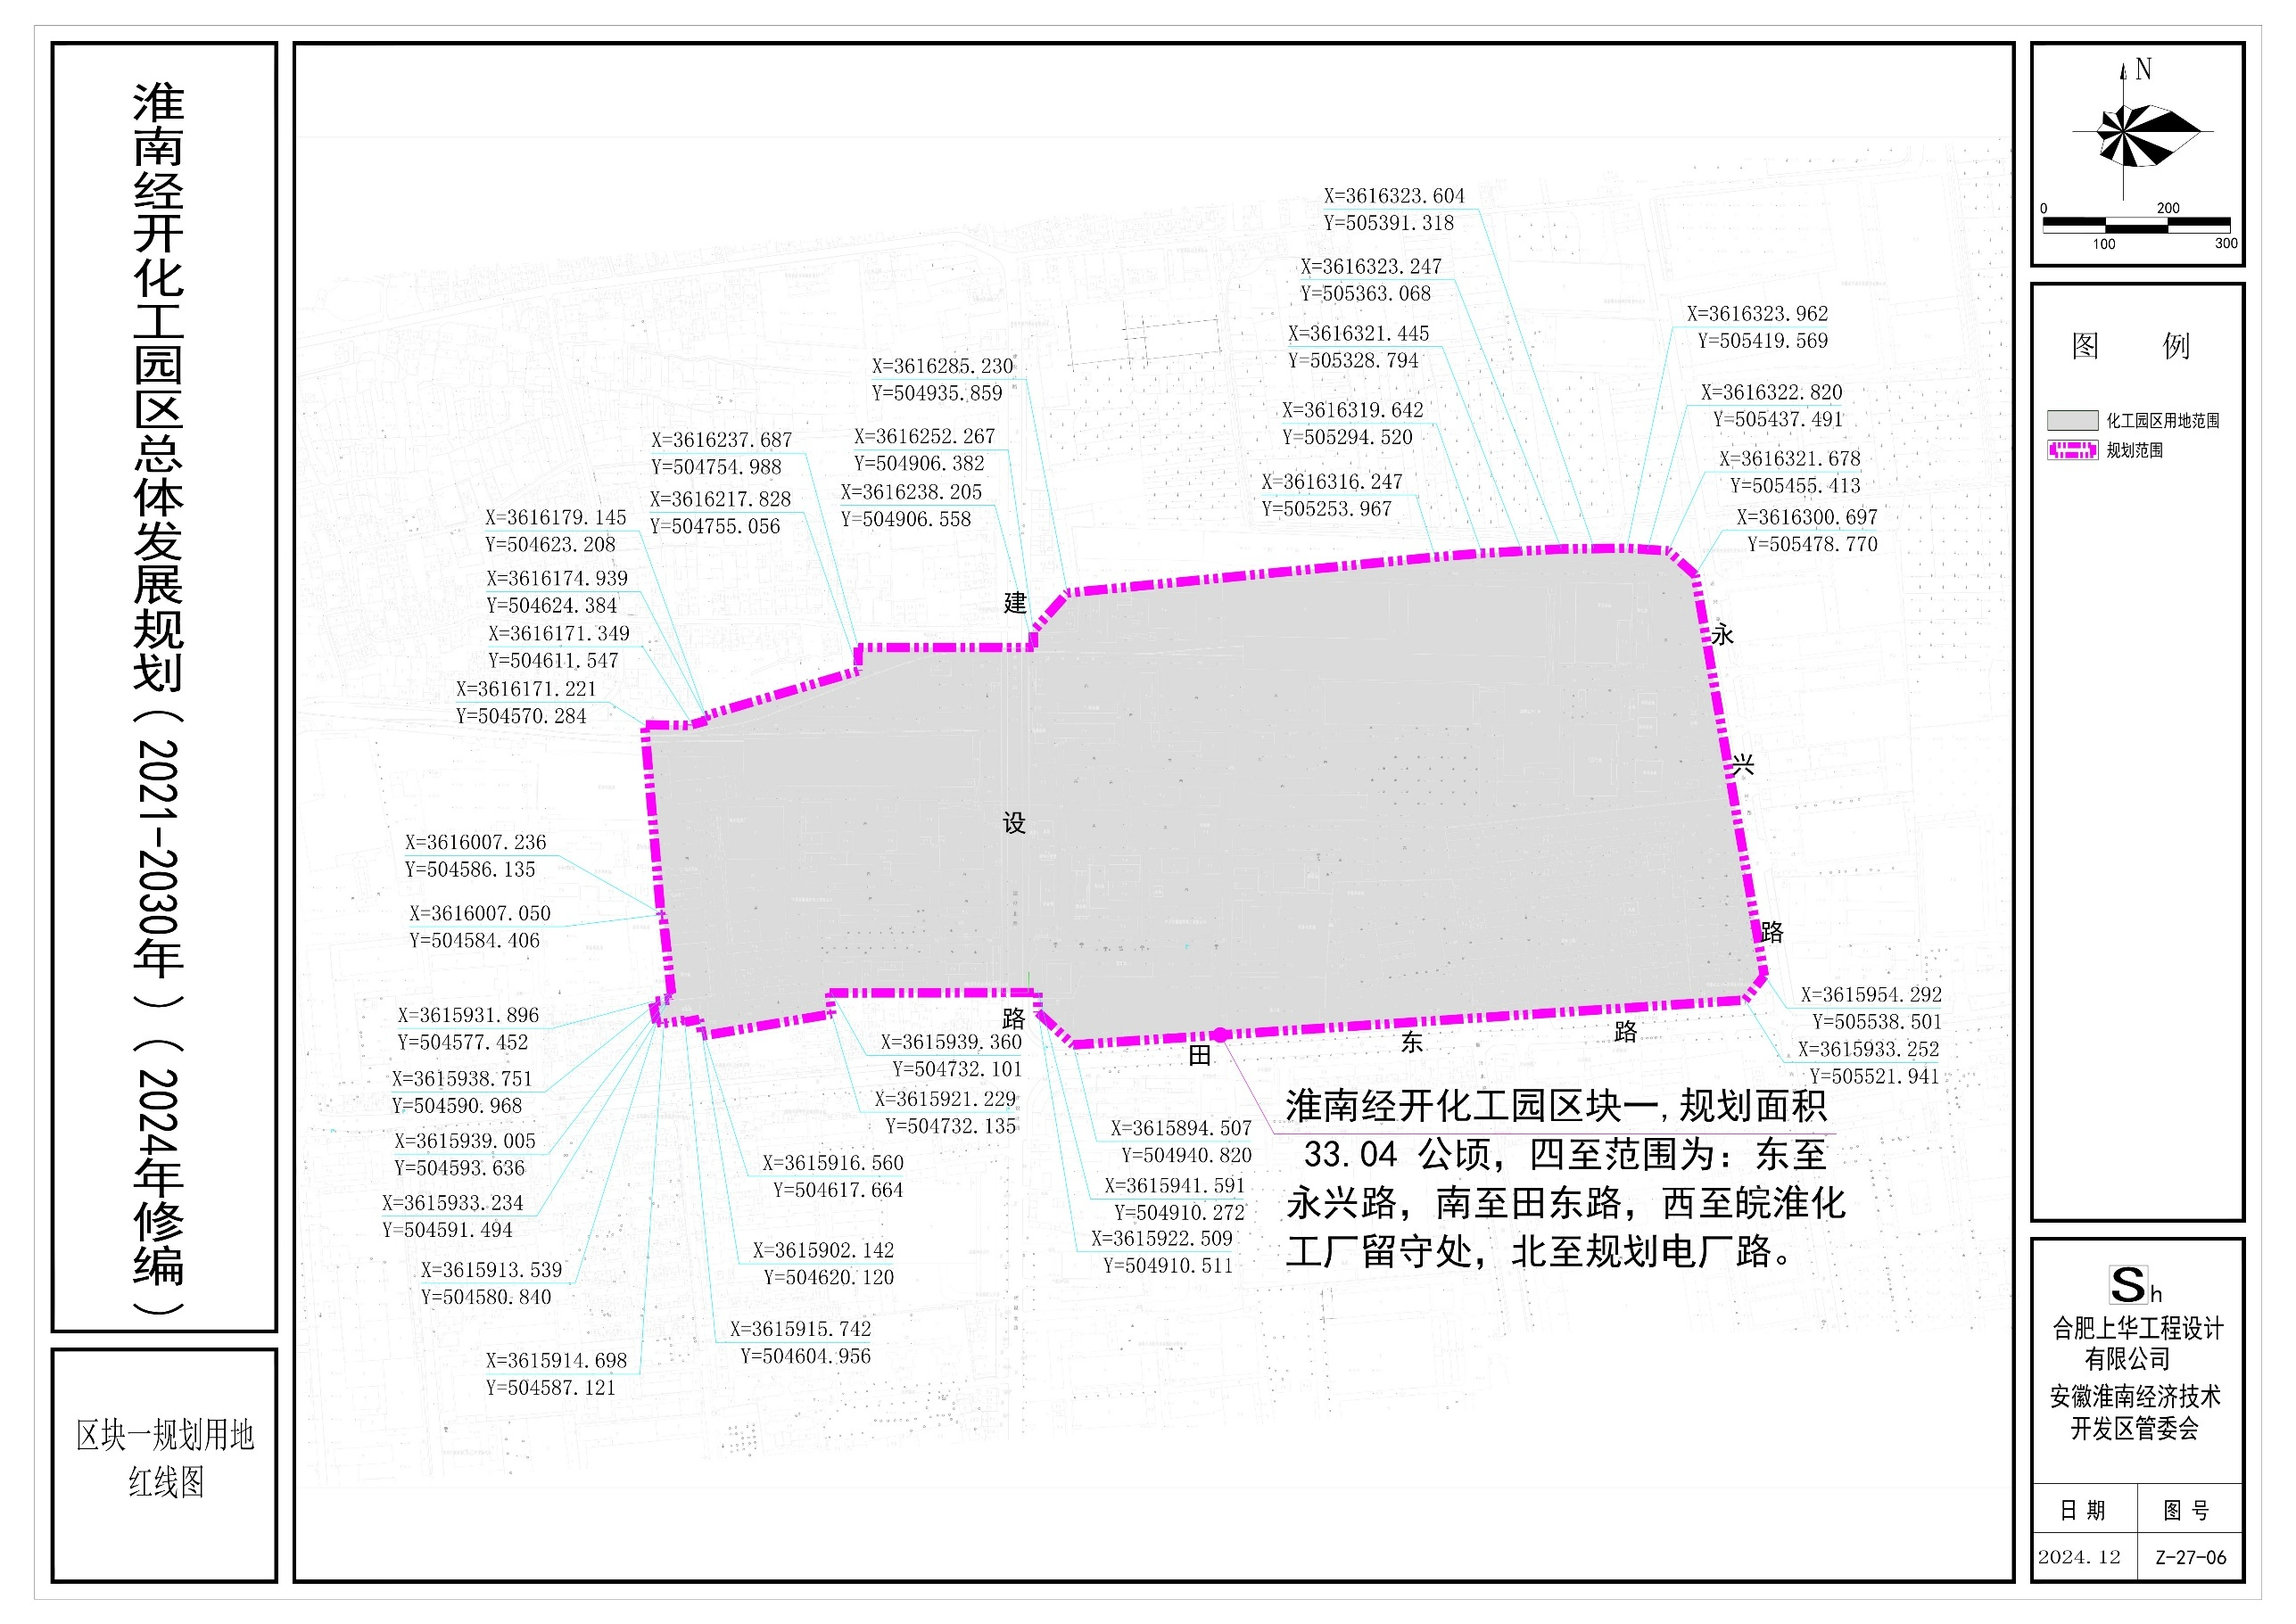 淮南经开化工园区总体发展规划（2021-2030年）（2024年修编）
区块一规划用地
红线图
X=3616323.604
Y=505391.318
X=3616323.247
Y=505363.068
X=3616321.445
Y=505328.794
X=3616319.642
Y=505294.520
X=3616316.247
Y=505253.967
X=3616323.962
Y=505419.569
X=3616322.820
Y=505437.491
X=3616321.678
Y=505455.413
X=3616300.697
Y=505478.770
X=3616285.230
Y=504935.859
X=3616252.267
Y=504906.382
X=3616238.205
Y=504906.558
X=3616237.687
Y=504754.988
X=3616217.828
Y=504755.056
X=3616179.145
Y=504623.208
X=3616174.939
Y=504624.384
X=3616171.349
Y=504611.547
X=3616171.221
Y=504570.284
X=3616007.236
Y=504586.135
X=3616007.050
Y=504584.406
X=3615931.896
Y=504577.452
X=3615938.751
Y=504590.968
X=3615939.005
Y=504593.636
X=3615933.234
Y=504591.494
X=3615913.539
Y=504580.840
X=3615914.698
Y=504587.121
X=3615915.742
Y=504604.956
X=3615902.142
Y=504620.120
X=3615916.560
Y=504617.664
X=3615921.229
Y=504732.135
X=3615939.360
Y=504732.101
X=3615894.507
Y=504940.820
X=3615941.591
Y=504910.272
X=3615922.509
Y=504910.511
X=3615954.292
Y=505538.501
X=3615933.252
Y=505521.941
建
设
路
永
兴
路
田
东
路
淮南经开化工园区块一,规划面积
33.04 公顷，四至范围为：东至
永兴路，南至田东路，西至皖淮化
工厂留守处，北至规划电厂路。
N
0
200
100
300
图 例
化工园区用地范围
规划范围
Sh
合肥上华工程设计
有限公司
安徽淮南经济技术
开发区管委会
日 期
图 号
2024.12
Z-27-06